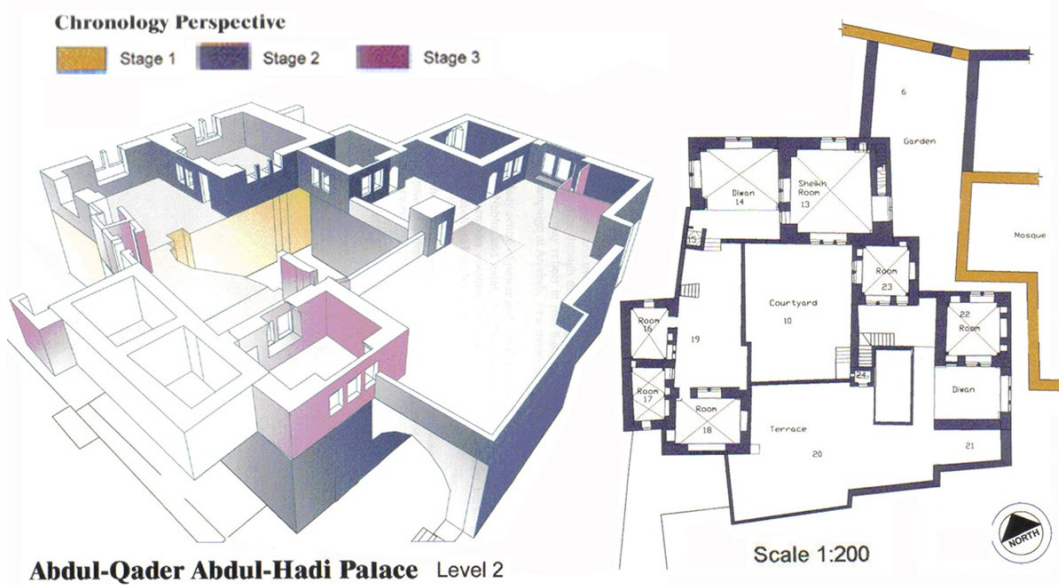 Chronology Perspective
Stage 1
Stage 2
Stage 3
6
Garden
Mosque
Diwan
14
Sheikh
Room
13
15
Room
23
Courtyard
10
22
Room
Room
16
19
Room
17
24
Diwan
Room
18
Terrace
20
21
NORTH
Scale 1:200
Abdul-Qader Abdul-Hadi Palace Level 2